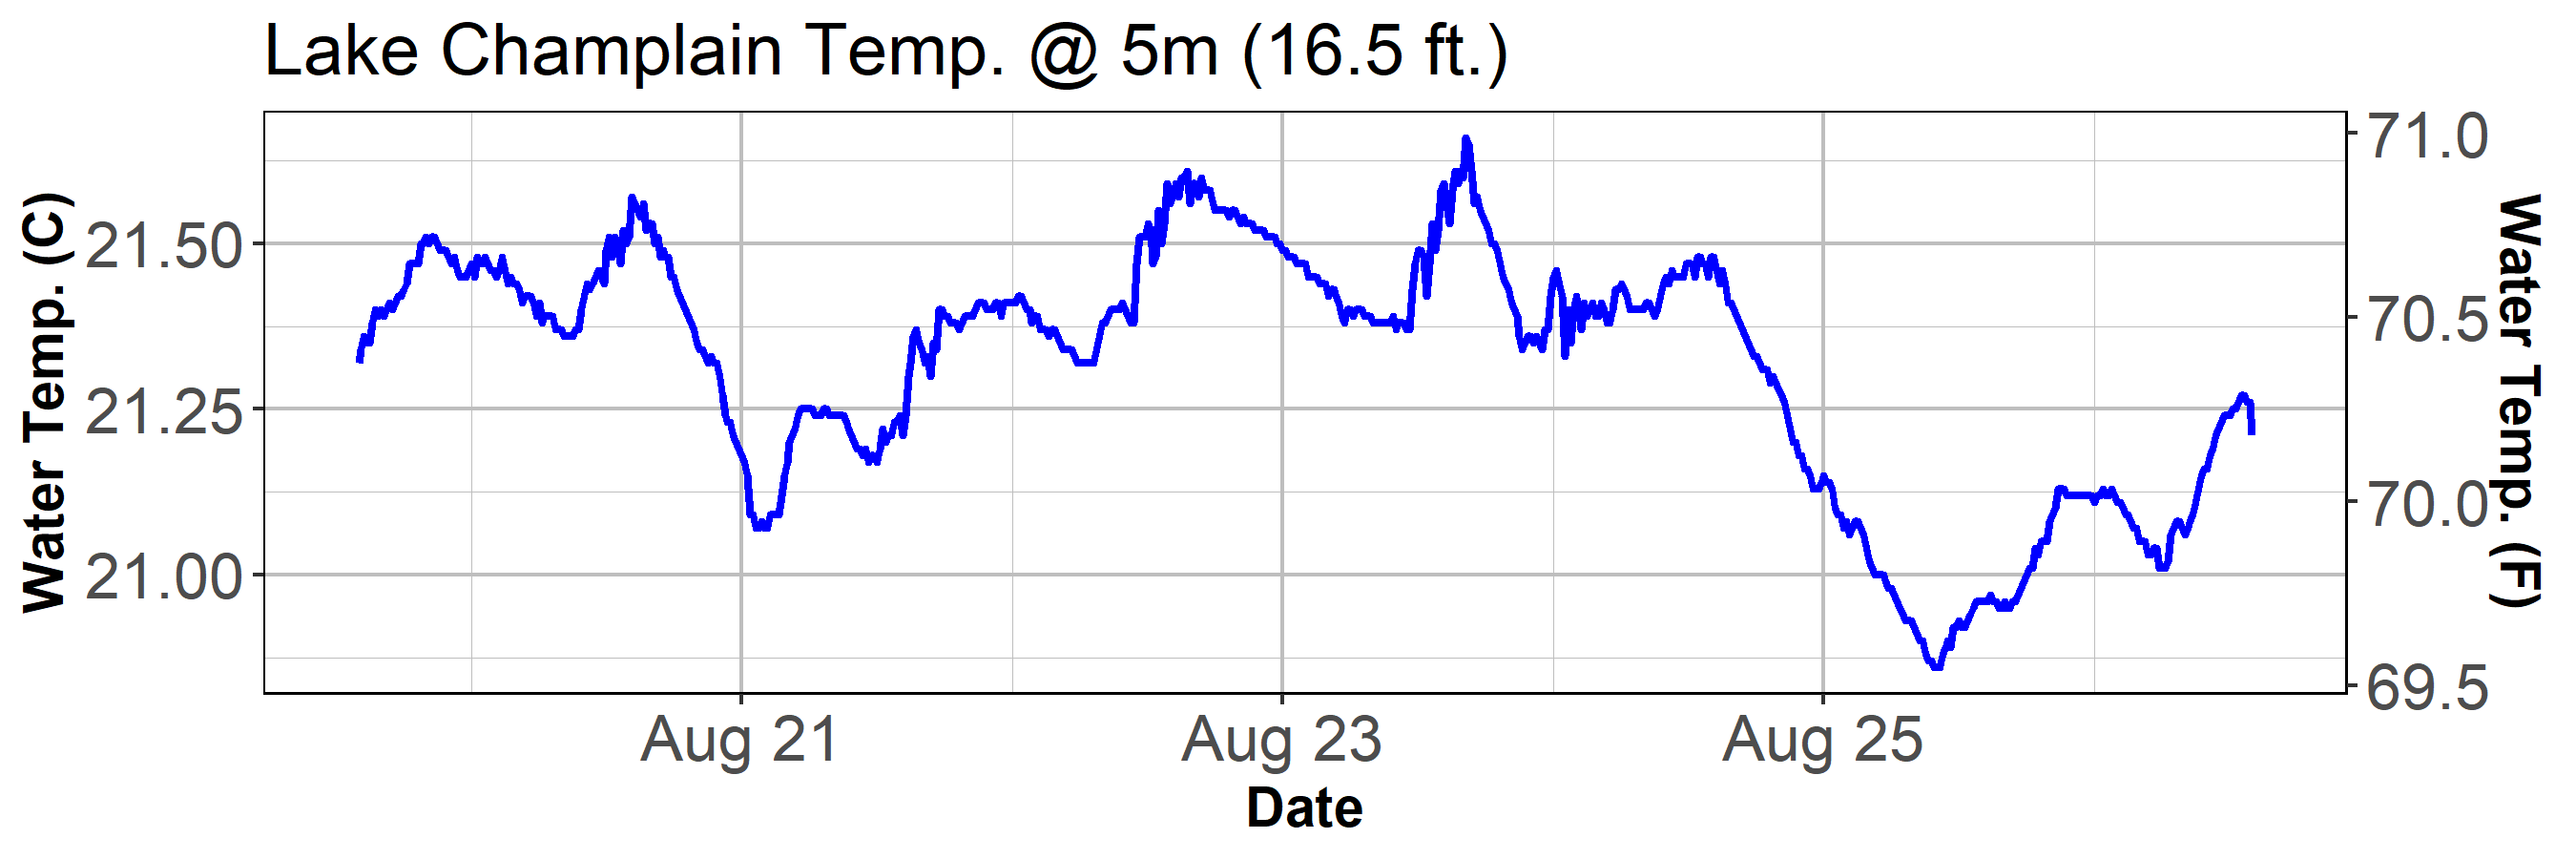 Lake Champlain Temp. @ 5m (16.5 ft.)
Water Temp. (C)
21.50
21.25
21.00
71.0
70.5
70.0
69.5
Water Temp. (F)
Aug 21
Aug 23
Aug 25
Date